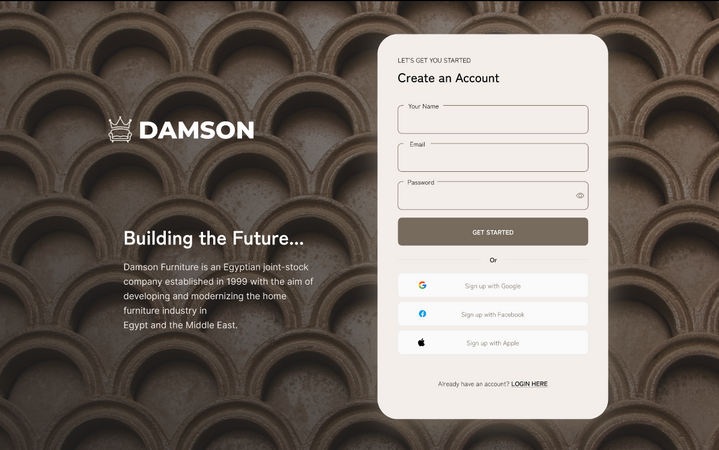 DAMSON
Building the Future...
Damson Furniture is an Egyptian joint-stock
company established in 1999 with the aim of
developing and modernizing the home
furniture industry in
Egypt and the Middle East.
LET'S GET YOU STARTED
Create an Account
Your Name
Email
Password
GET STARTED
Or
Sign up with Google
Sign up with Facebook
Sign up with Apple
Already have an account? LOGIN HERE